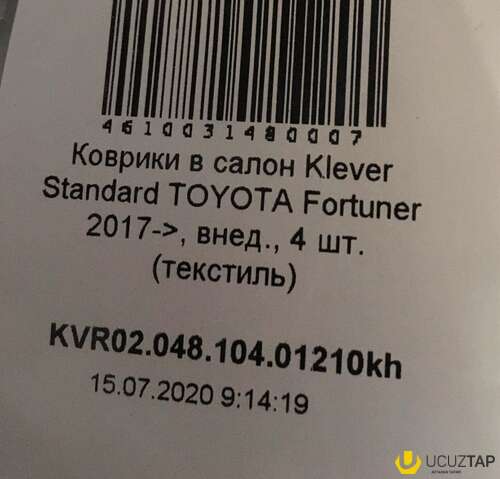 4610031480007
Коврики в салон Klever
Standard TOYOTA Fortuner
2017->, внед., 4 шт.
(текстиль)
KVR02.048.104.01210kh
15.07.2020 9:14:19
UCUZTAP